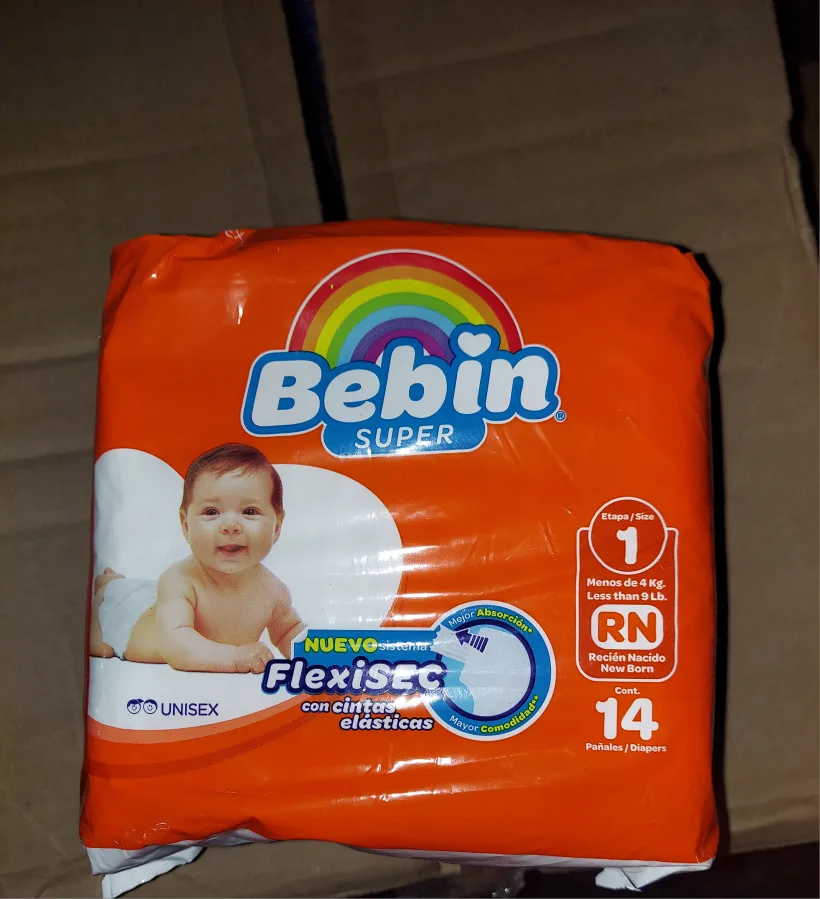 Bebin
SUPER
Etapa / Size
1
Menos de 4 Kg.
Less than 9 Lb.
RN
Recién Nacido
New Born
Cont.
14
Pañales / Diapers
NUEVO sistema
FlexiSEC
con cintas
elásticas
Mejor Absorción*
Mayor Comodidad**
UNISEX